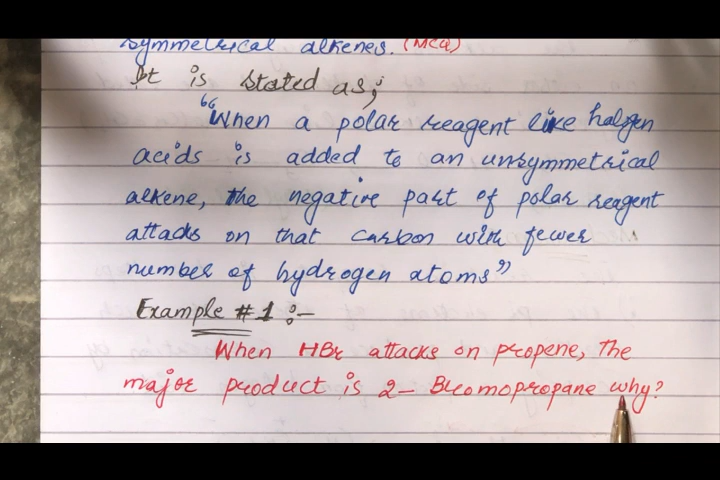 symmetrical alkenes. (MCQ)
It is stated as;
"When a polar reagent like halgen
acids is added to an unsymmetrical
alkene, the negative part of polar reagent
attacks on that carbon with fewer
number of hydrogen atoms"
Example #1 :-
When HBr attacks on propene, the
major product is 2- Bromopropane why?